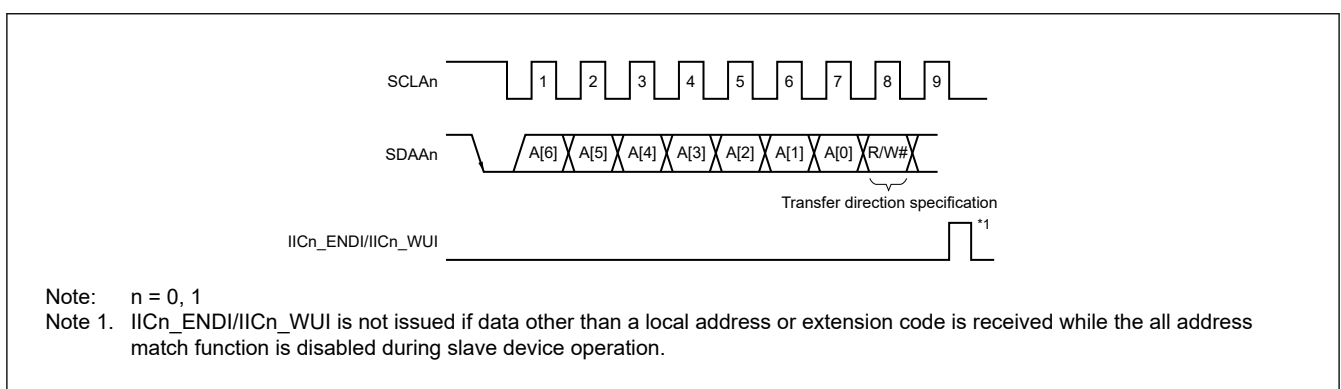 SCLAn 1 2 3 4 5 6 7 8 9
SDAAn A[6] A[5] A[4] A[3] A[2] A[1] A[0] R/W#
Transfer direction specification
IICn_ENDI/IICn_WUI *1
Note: n = 0, 1
Note 1. IICn_ENDI/IICn_WUI is not issued if data other than a local address or extension code is received while the all address
match function is disabled during slave device operation.